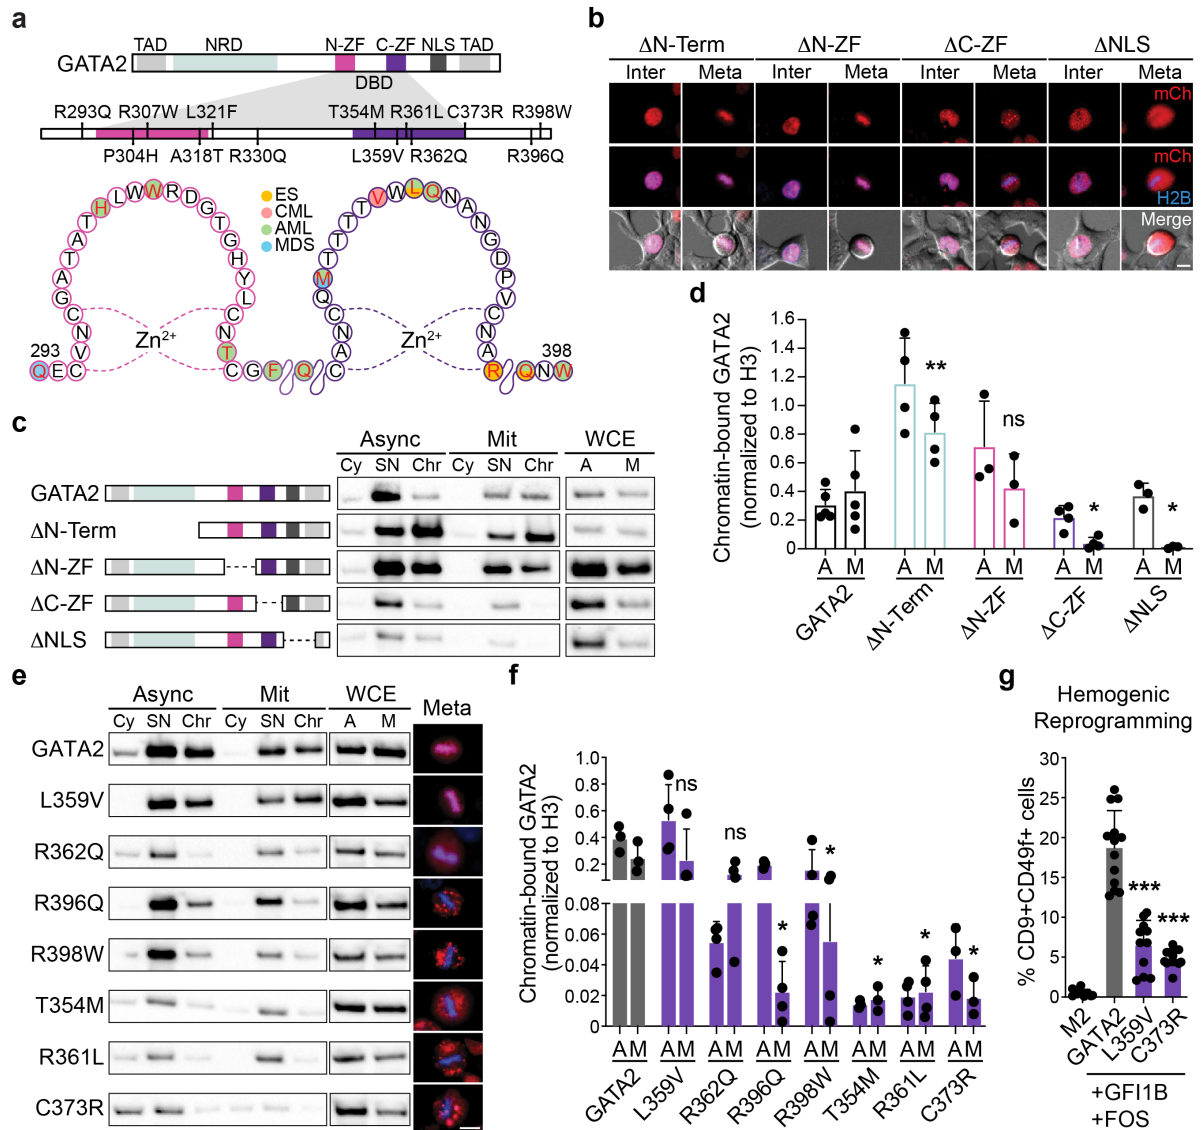 a
TAD NRD N-ZF C-ZF NLS TAD
GATA2
DBD
R293Q R307W L321F T354M R361L C373R R398W
P304H A318T R330Q L359V R362Q R396Q
ES
CML
AML
MDS
293 Q E C V N C G A T A T H L W W R D G T G H Y L C N T C G F Q
C A N C Q M T T T V W L Q N A N G D P V C N A R Q N W 398
Zn2+ Zn2+
b
ΔN-Term ΔN-ZF ΔC-ZF ΔNLS
Inter Meta Inter Meta Inter Meta Inter Meta
mCh
mCh
H2B
Merge
c
Async Mit WCE
Cy SN Chr Cy SN Chr A M
GATA2
ΔN-Term
ΔN-ZF
ΔC-ZF
ΔNLS
d
Chromatin-bound GATA2
(normalized to H3)
1.6
1.4
1.2
1.0
0.8
0.6
0.4
0.2
0
** ns * *
A M A M A M A M A M
GATA2 ΔN-Term ΔN-ZF ΔC-ZF ΔNLS
e
Async Mit WCE Meta
Cy SN Chr Cy SN Chr A M
GATA2
L359V
R362Q
R396Q
R398W
T354M
R361L
C373R
f
Chromatin-bound GATA2
(normalized to H3)
1.0
0.8
0.6
0.4
0.2
0.08
0.06
0.04
0.02
0
ns ns * * * * *
AM AM AM AM AM AM AM AM
GATA2 L359V R362Q R396Q R398W T354M R361L C373R
g
Hemogenic
Reprogramming
% CD9+CD49f+ cells
30
25
20
15
10
5
0
*** ***
M2 GATA2 L359V C373R
+GFI1B
+FOS